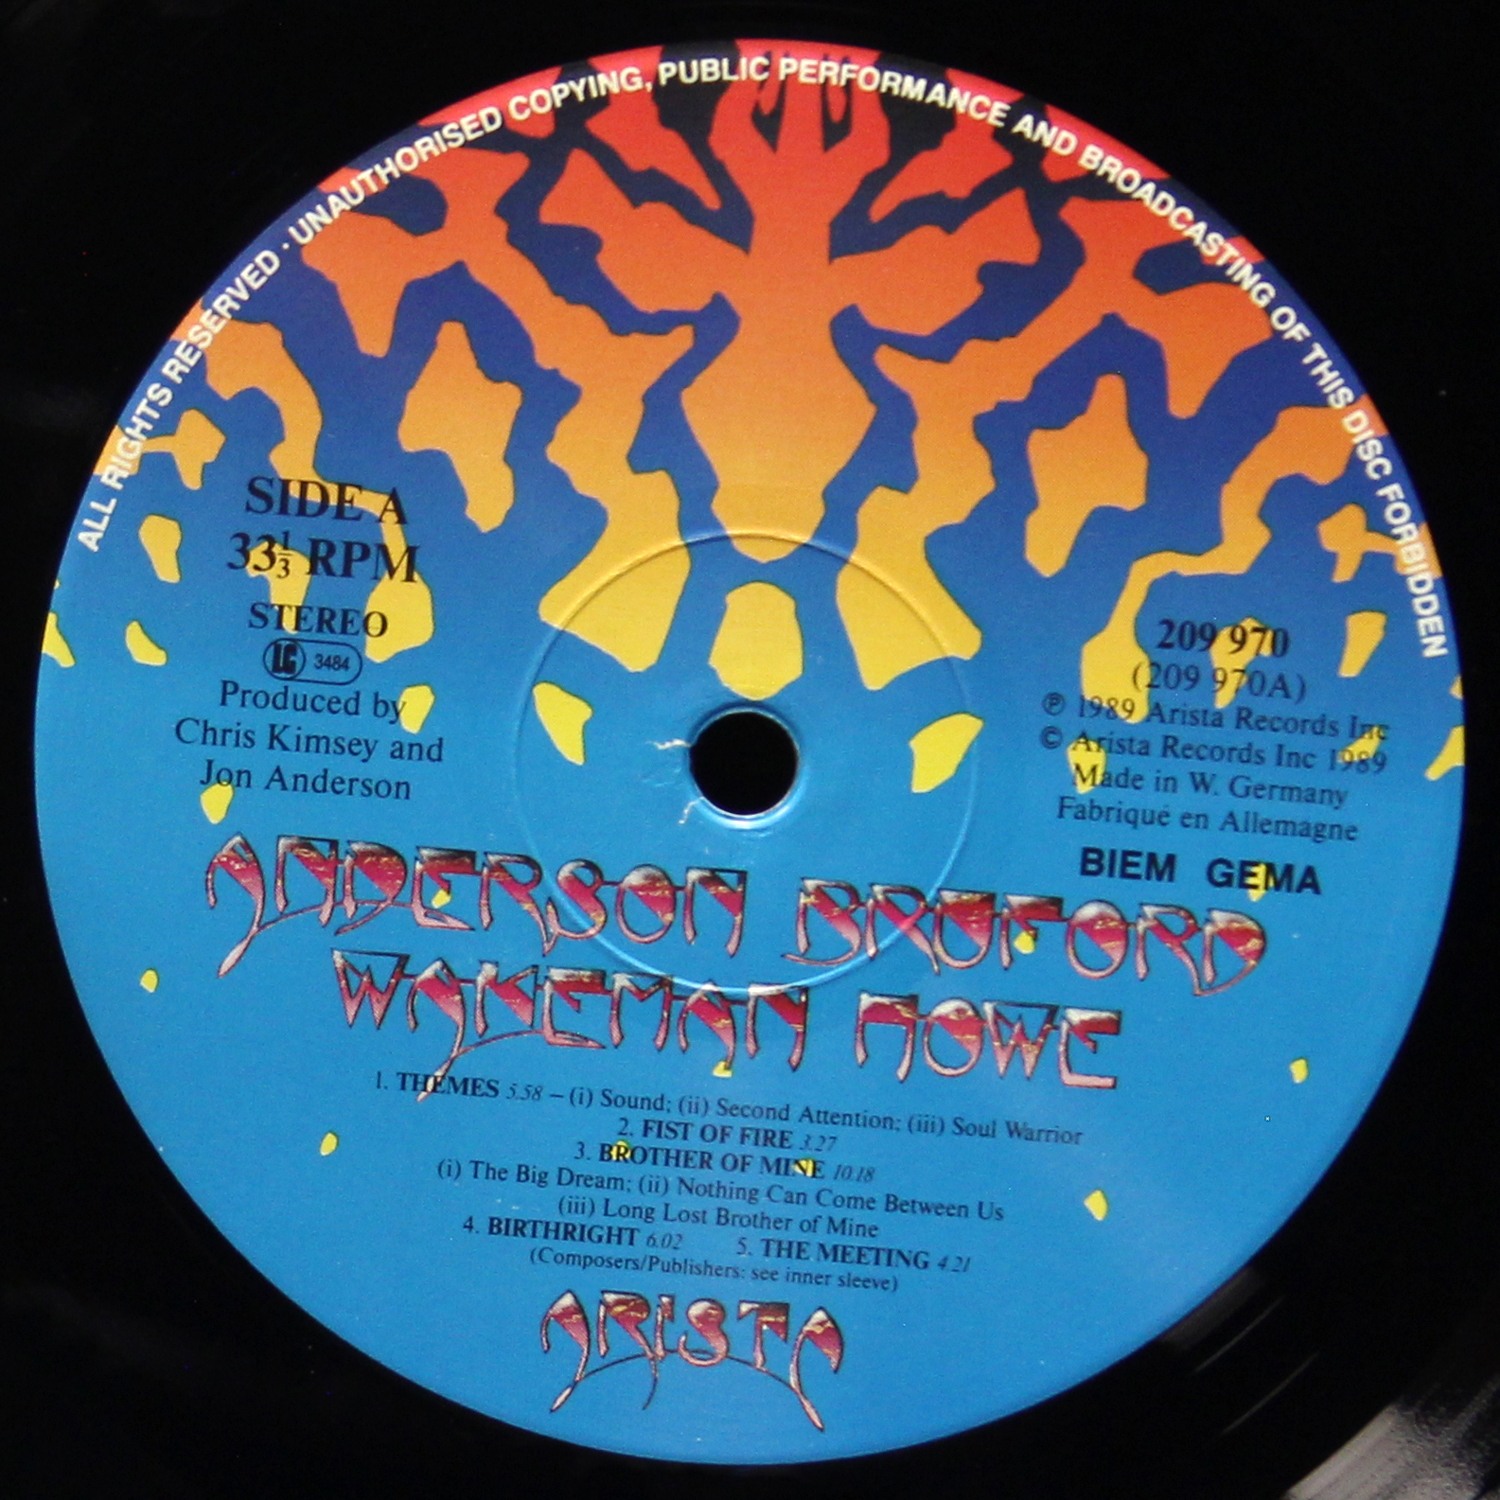 ALL RIGHTS RESERVED · UNAUTHORISED COPYING, PUBLIC PERFORMANCE AND BROADCASTING OF THIS DISC FORBIDDEN
SIDE A
33⅓ RPM
STEREO
LC 3484
Produced by
Chris Kimsey and
Jon Anderson
209 970
(209 970A)
℗ 1989 Arista Records Inc
© Arista Records Inc 1989
Made in W. Germany
Fabriqué en Allemagne
BIEM GEMA
ANDERSON BRUFORD
WAKEMAN HOWE
1. THEMES 5.58 – (i) Sound; (ii) Second Attention; (iii) Soul Warrior
2. FIST OF FIRE 3.27
3. BROTHER OF MINE 10.18
(i) The Big Dream; (ii) Nothing Can Come Between Us
(iii) Long Lost Brother of Mine
4. BIRTHRIGHT 6.02 5. THE MEETING 4.21
(Composers/Publishers: see inner sleeve)
ARISTA